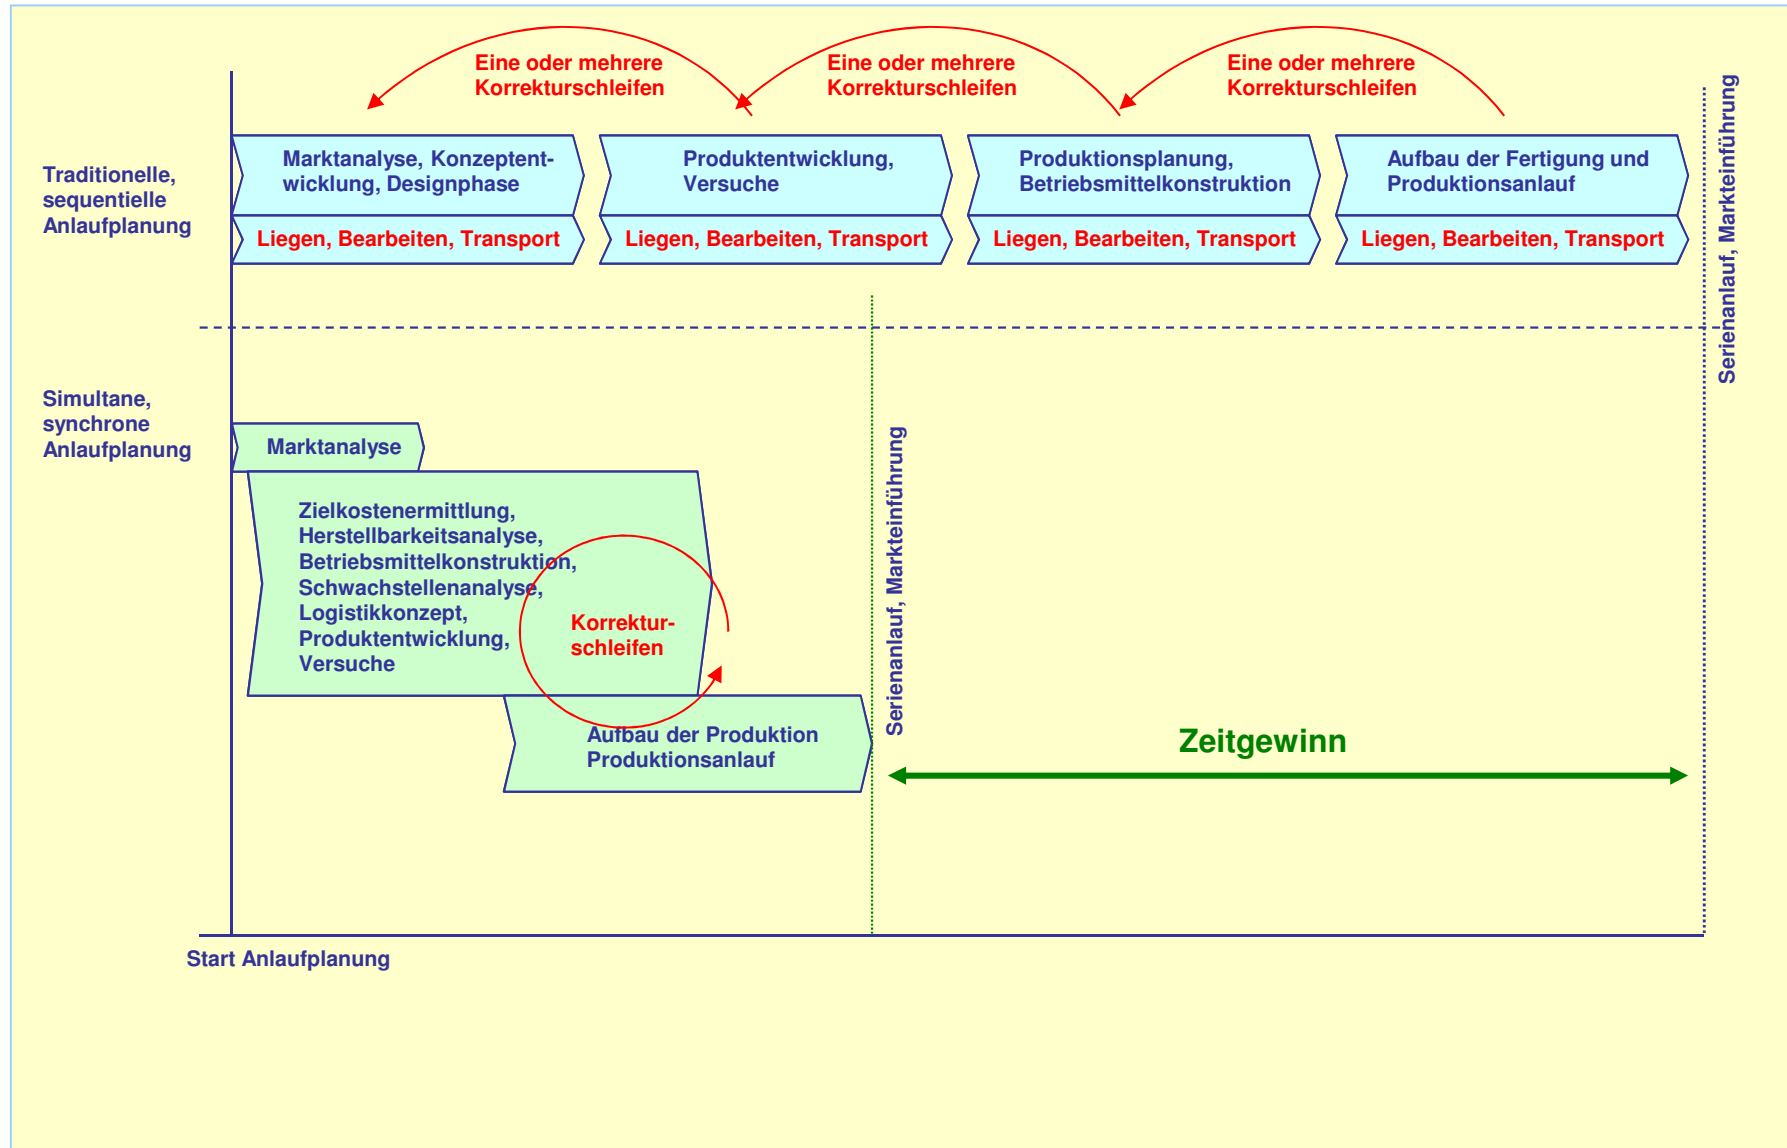 Eine oder mehrere
Korrekturschleifen
Eine oder mehrere
Korrekturschleifen
Eine oder mehrere
Korrekturschleifen
Traditionelle,
sequentielle
Anlaufplanung
Marktanalyse, Konzeptent-
wicklung, Designphase
Produktentwicklung,
Versuche
Produktionsplanung,
Betriebsmittelkonstruktion
Aufbau der Fertigung und
Produktionsanlauf
Liegen, Bearbeiten, Transport
Liegen, Bearbeiten, Transport
Liegen, Bearbeiten, Transport
Liegen, Bearbeiten, Transport
Serienanlauf, Markteinführung
Simultane,
synchrone
Anlaufplanung
Marktanalyse
Zielkostenermittlung,
Herstellbarkeitsanalyse,
Betriebsmittelkonstruktion,
Schwachstellenanalyse,
Logistikkonzept,
Produktentwicklung,
Versuche
Korrektur-
schleifen
Aufbau der Produktion
Produktionsanlauf
Serienanlauf, Markteinführung
Zeitgewinn
Start Anlaufplanung